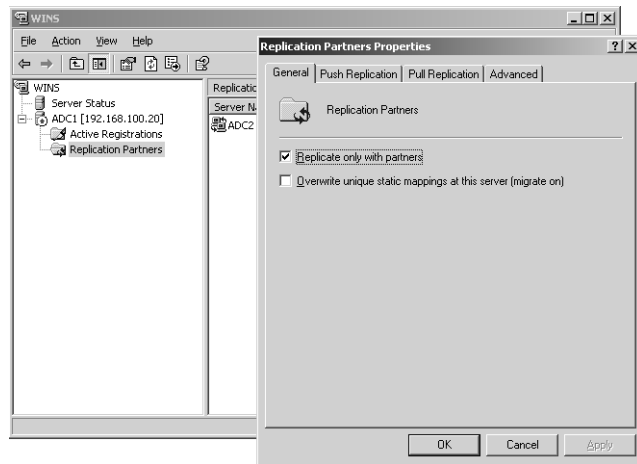 WINS
File Action View Help
WINS
Server Status
ADC1 [192.168.100.20]
Active Registrations
Replication Partners
Server N
ADC2
Replication Partners Properties
General Push Replication Pull Replication Advanced
Replication Partners
Replicate only with partners
Overwrite unique static mappings at this server (migrate on)
OK Cancel Apply